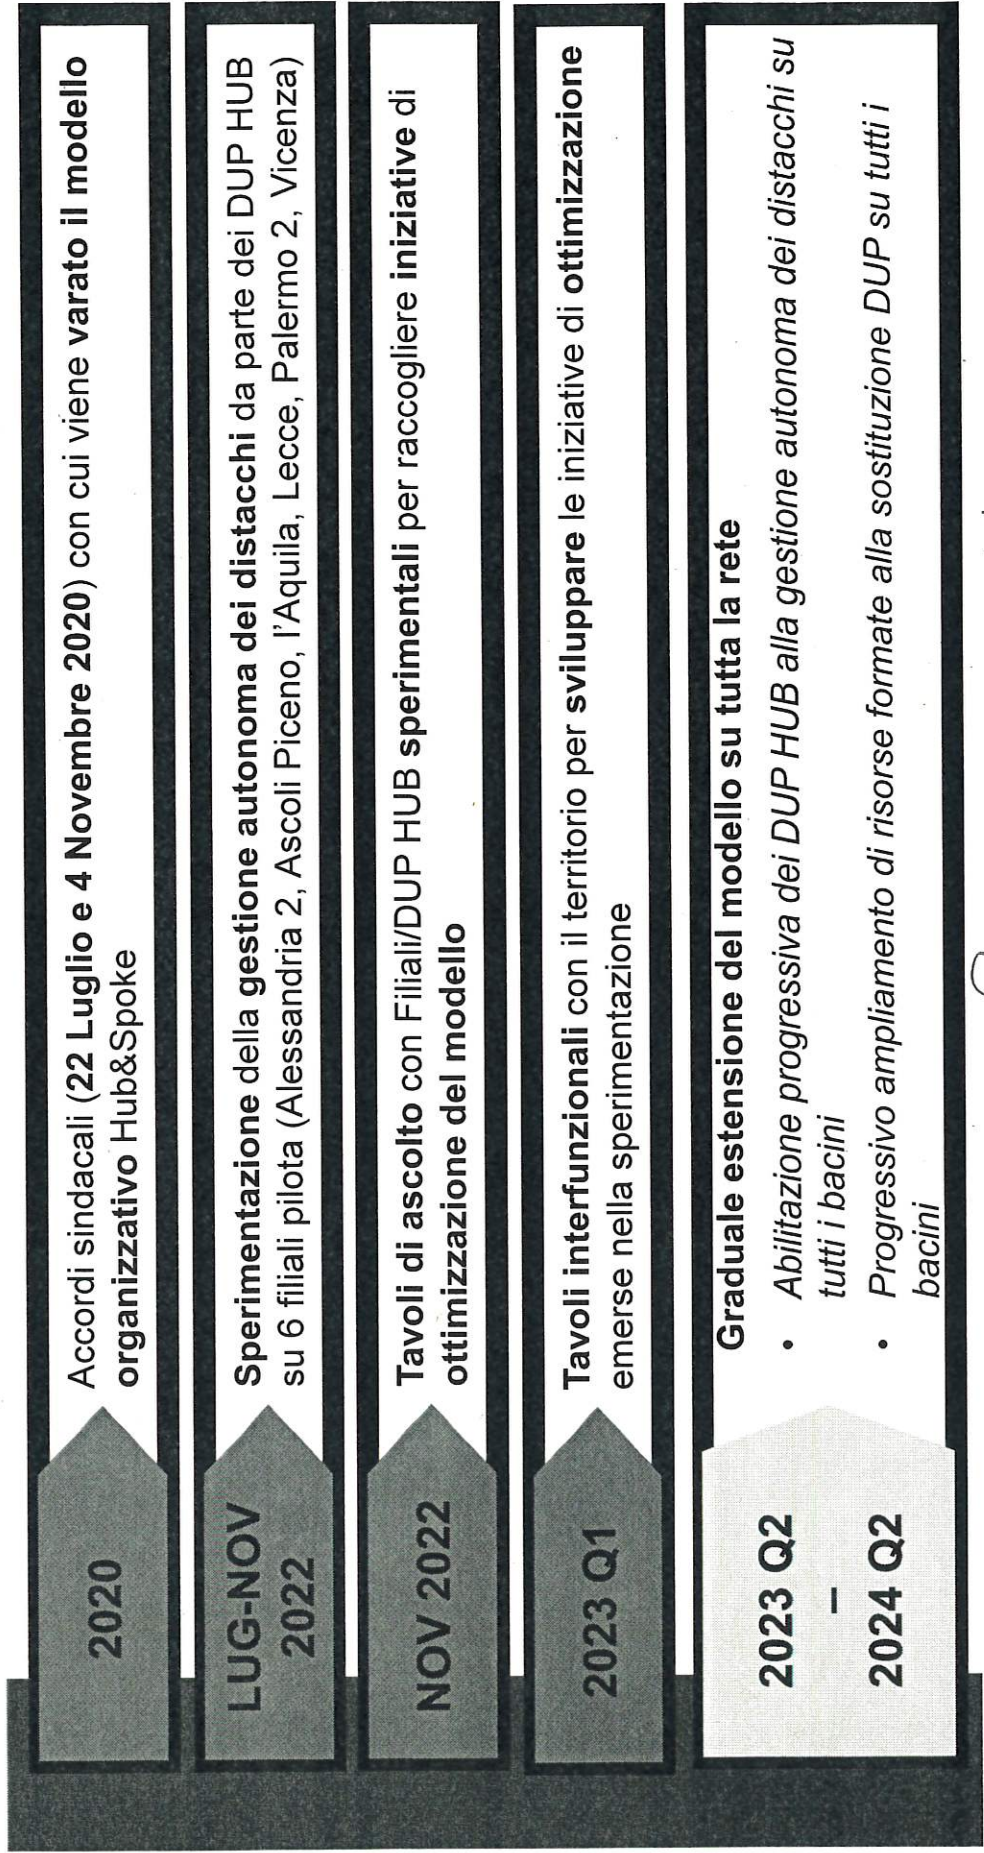 2020
Accordi sindacali (22 Luglio e 4 Novembre 2020) con cui viene varato il modello
organizzativo Hub&Spoke
LUG-NOV
2022
Sperimentazione della gestione autonoma dei distacchi da parte dei DUP HUB
su 6 filiali pilota (Alessandria 2, Ascoli Piceno, l'Aquila, Lecce, Palermo 2, Vicenza)
NOV 2022
Tavoli di ascolto con Filiali/DUP HUB sperimentali per raccogliere iniziative di
ottimizzazione del modello
2023 Q1
Tavoli interfunzionali con il territorio per sviluppare le iniziative di ottimizzazione
emerse nella sperimentazione
2023 Q2
–
2024 Q2
Graduale estensione del modello su tutta la rete
• Abilitazione progressiva dei DUP HUB alla gestione autonoma dei distacchi su
tutti i bacini
• Progressivo ampliamento di risorse formate alla sostituzione DUP su tutti i
bacini